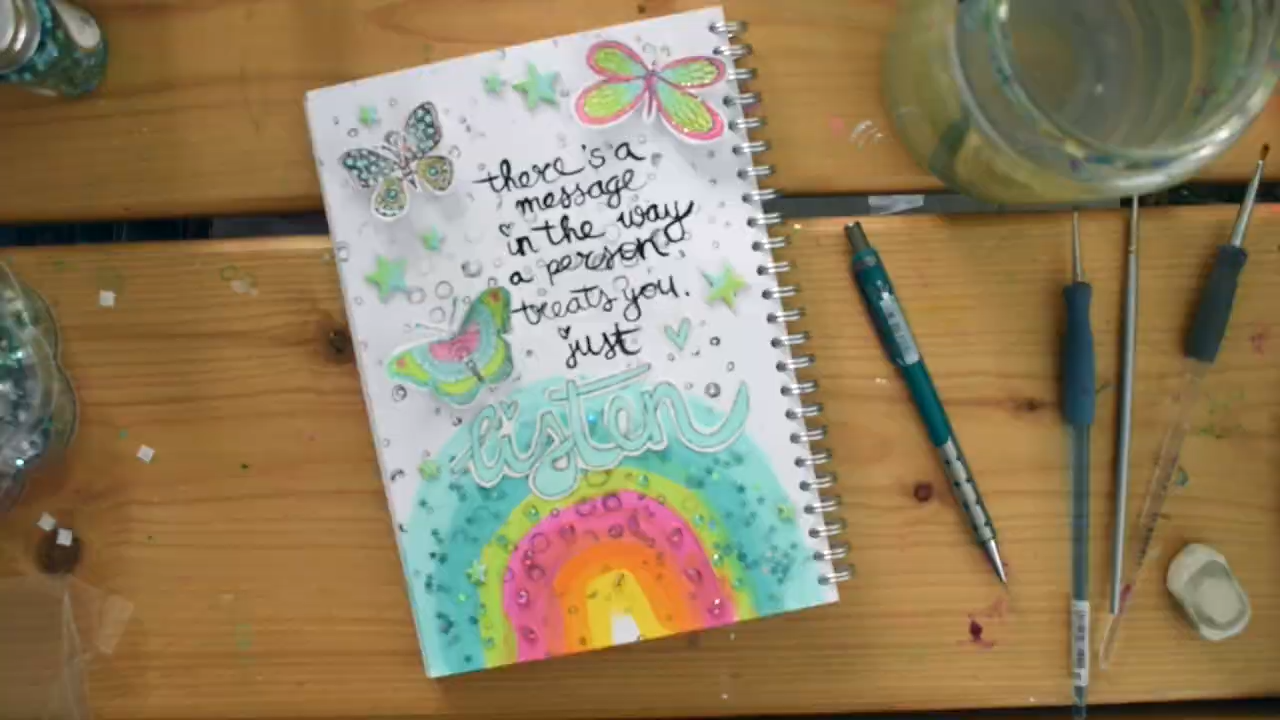 there's a
message
in the way
a person
treats you.
just
listen